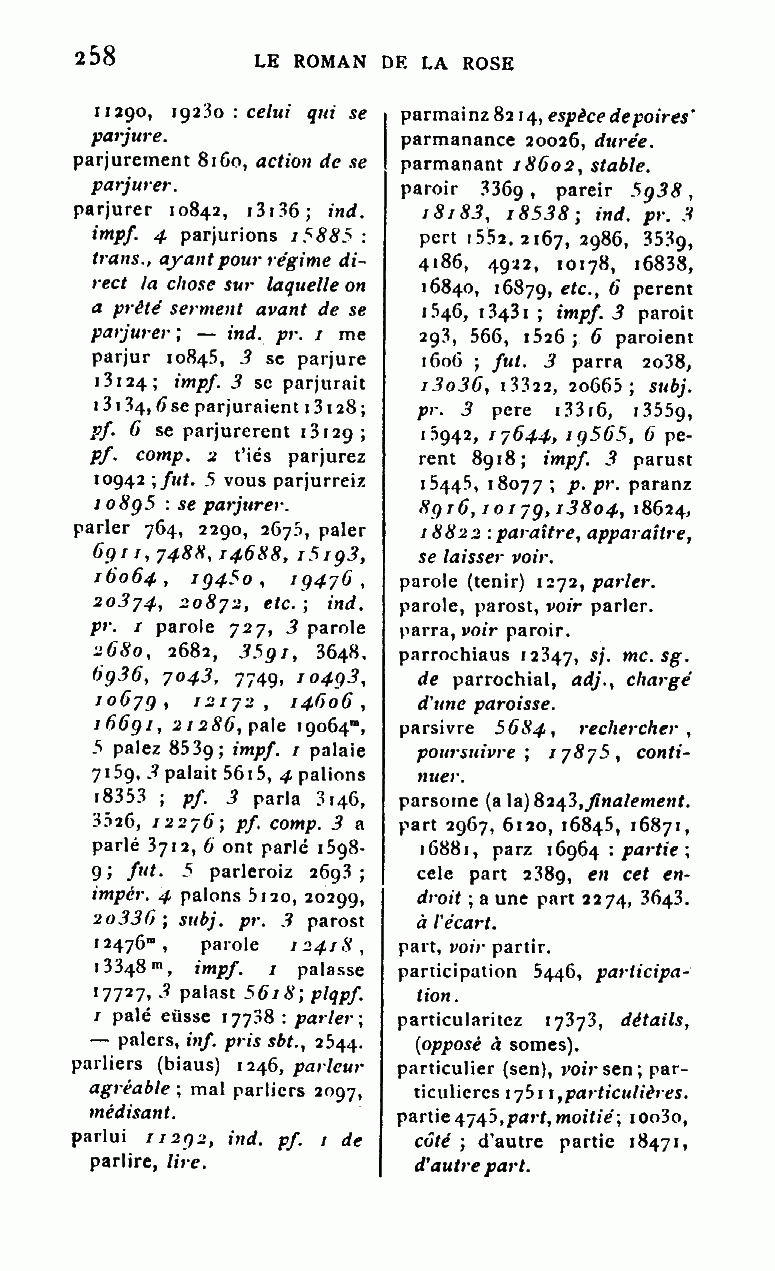 258 LE ROMAN DE LA ROSE
11290, 19230 : celui qui se
parjure.
parjurement 8160, action de se
parjurer.
parjurer 10842, 13136 ; ind.
impf. 4 parjurions 15885 :
trans., ayant pour régime di-
rect la chose sur laquelle on
a prêté serment avant de se
parjurer ; — ind. pr. 1 me
parjur 10845, 3 se parjure
13124 ; impf. 3 se parjurait
13134, 6 se parjuraient 13128 ;
pf. 6 se parjurerent 13129 ;
pf. comp. 2 t'iés parjurez
10942 ; fut. 5 vous parjurreiz
10895 : se parjurer.
parler 764, 2290, 2675, paler
6911, 7488, 14688, 15193,
16064, 19450, 19476,
20374, 20872, etc. ; ind.
pr. 1 parole 727, 3 parole
2680, 2682, 3591, 3648,
6936, 7043, 7749, 10493,
10679, 12172, 14606,
16691, 21286, pale 19064m,
5 palez 8539 ; impf. 1 palaie
7159, 3 palait 5615, 4 palions
18353 ; pf. 3 parla 3146,
3526, 12276 ; pf. comp. 3 a
parlé 3712, 6 ont parlé 1598-
9 ; fut. 5 parleroiz 2693 ;
impér. 4 palons 5120, 20299,
20336 ; subj. pr. 3 parost
12476m, parole 12418,
13348m, impf. 1 palasse
17727, 3 palast 5618 ; plqpf.
1 palé eüsse 17738 : parler ;
— palers, inf. pris sbt., 2544.
parliers (biaus) 1246, parleur
agréable ; mal parliers 2097,
médisant.
parlui 11292, ind. pf. 1 de
parlire, lire.
parmainz 8214, espèce de poires
parmanance 20026, durée.
parmanant 18602, stable.
paroir 3369, pareir 5938,
18183, 18538 ; ind. pr. 3
pert 1552, 2167, 2986, 3539,
4186, 4922, 10178, 16838,
16840, 16879, etc., 6 perent
1546, 13431 ; impf. 3 paroit
293, 566, 1526 ; 6 paroient
1606 ; fut. 3 parra 2038,
13036, 13322, 20665 ; subj.
pr. 3 pere 13316, 13559,
15942, 17644, 19565, 6 pe-
rent 8918 ; impf. 3 parust
15445, 18077 ; p. pr. paranz
8916, 10179, 13804, 18624,
18822 : paraître, apparaître,
se laisser voir.
parole (tenir) 1272, parler.
parole, parost, voir parler.
parra, voir paroir.
parrochiaus 12347, sj. mc. sg.
de parrochial, adj., chargé
d'une paroisse.
parsivre 5684, rechercher,
poursuivre ; 17875, conti-
nuer.
parsome (a la) 8243, finalement.
part 2967, 6120, 16845, 16871,
16881, parz 16964 : partie ;
cele part 2389, en cet en-
droit ; a une part 2274, 3643.
à l'écart.
part, voir partir.
participation 5446, participa-
tion.
particularitez 17373, détails,
(opposé à somes).
particulier (sen), voir sen ; par-
ticulieres 17511, particulières.
partie 4745, part, moitié ; 10030,
côté ; d'autre partie 18471,
d'autre part.